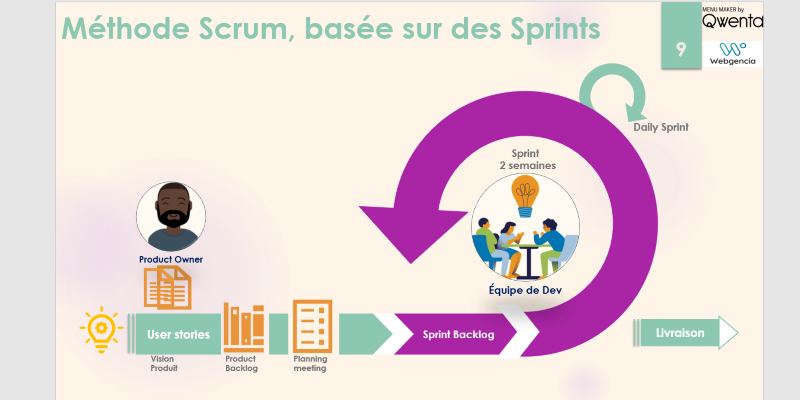 Méthode Scrum, basée sur des Sprints
9
MENU MAKER by
Qwenta
Webgencia
Daily Sprint
Sprint
2 semaines
Product Owner
Équipe de Dev
User stories
Sprint Backlog
Livraison
Vision
Produit
Product
Backlog
Planning
meeting